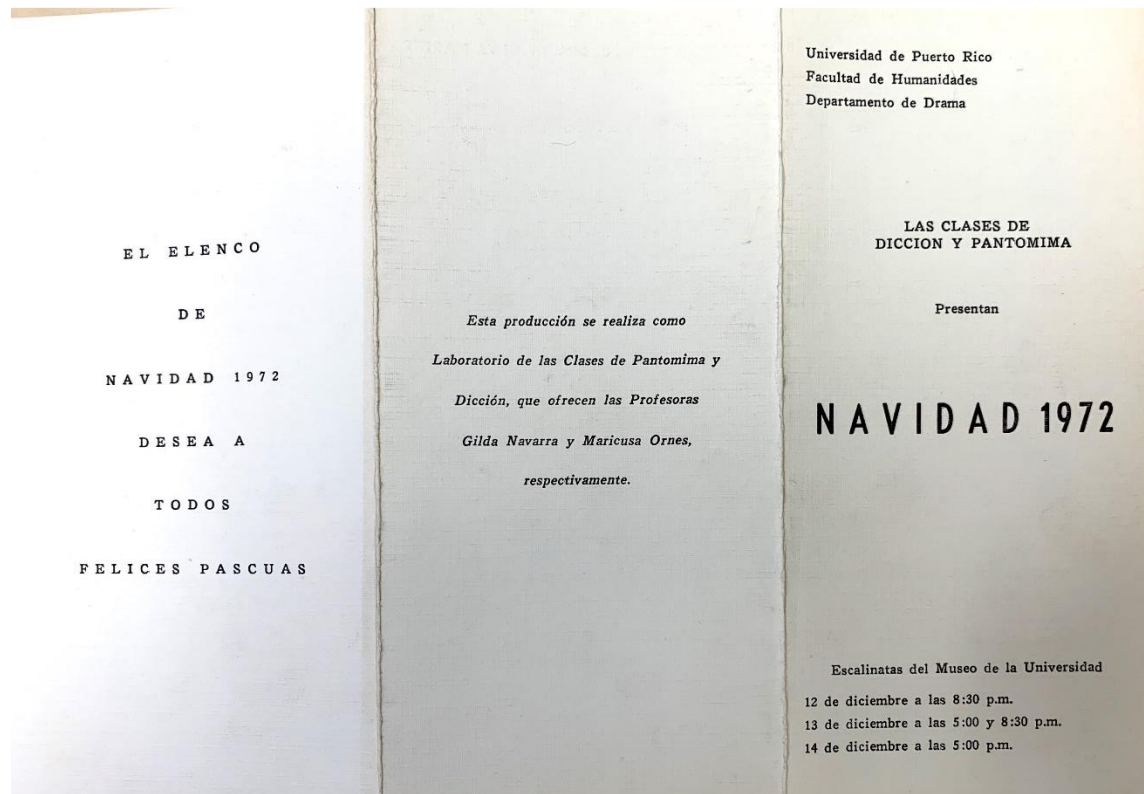 EL ELENCO
DE
NAVIDAD 1972
DESEA A
TODOS
FELICES PASCUAS
Esta producción se realiza como
Laboratorio de las Clases de Pantomima y
Dicción, que ofrecen las Profesoras
Gilda Navarra y Maricusa Ornes,
respectivamente.
Universidad de Puerto Rico
Facultad de Humanidades
Departamento de Drama
LAS CLASES DE
DICCION Y PANTOMIMA
Presentan
NAVIDAD 1972
Escalinatas del Museo de la Universidad
12 de diciembre a las 8:30 p.m.
13 de diciembre a las 5:00 y 8:30 p.m.
14 de diciembre a las 5:00 p.m.